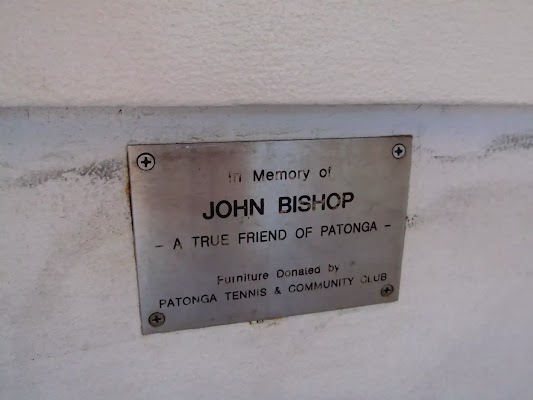 In Memory of
JOHN BISHOP
- A TRUE FRIEND OF PATONGA -
Furniture Donated by
PATONGA TENNIS & COMMUNITY CLUB